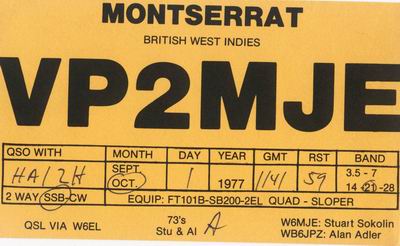 MONTSERRAT
BRITISH WEST INDIES
VP2MJE
QSO WITH MONTH DAY YEAR GMT RST BAND
HA1ZH SEPT. OCT. 1 1977 1141 59 3.5 - 7
14 - 21 - 28
2 WAY SSB-CW EQUIP: FT101B-SB200-2EL QUAD - SLOPER
QSL VIA W6EL 73's Stu & Al A W6MJE: Stuart Sokolin
WB6JPZ: Alan Adler